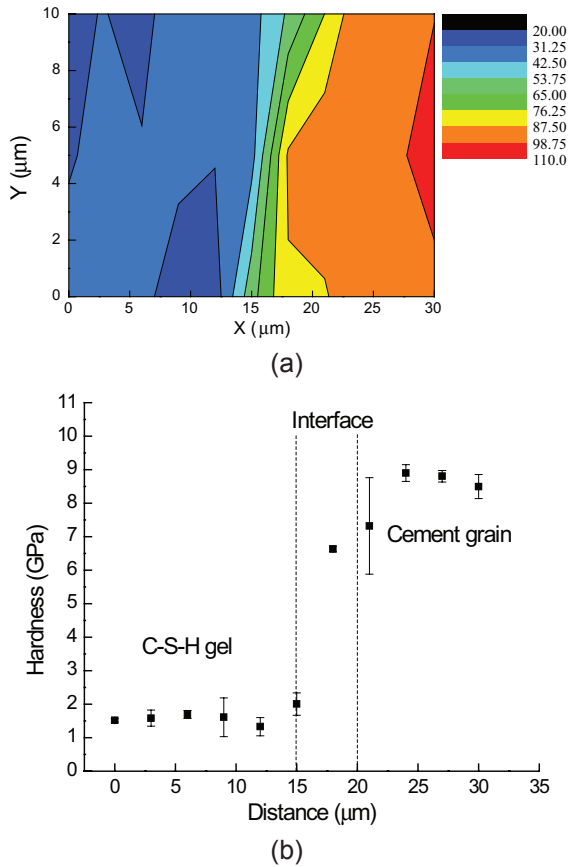 10
8
6
4
2
0
Y (μm)
0 5 10 15 20 25 30
X (μm)
20.00
31.25
42.50
53.75
65.00
76.25
87.50
98.75
110.0
(a)
11
10
9
8
7
6
5
4
3
2
1
0
Hardness (GPa)
Interface
Cement grain
C-S-H gel
0 5 10 15 20 25 30 35
Distance (μm)
(b)